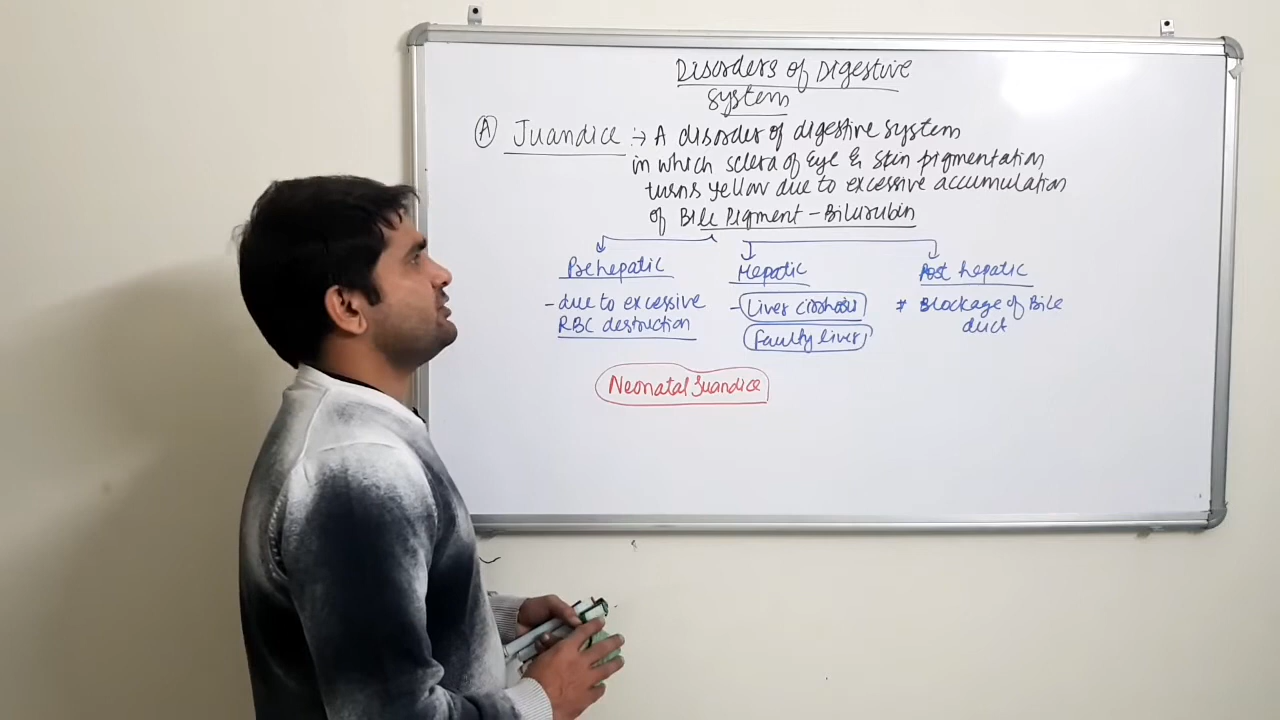 Disorders of Digestive
System
(A) Juandice :-> A disorder of digestive system
in which sclera of Eye & skin pigmentation
turns yellow due to excessive accumulation
of Bile Pigment - Bilurubin
Prehepatic
- due to excessive
RBC destruction
Hepatic
- Liver cirrhosis
Faulty liver
Post hepatic
* Blockage of Bile
duct
Neonatal Juandice